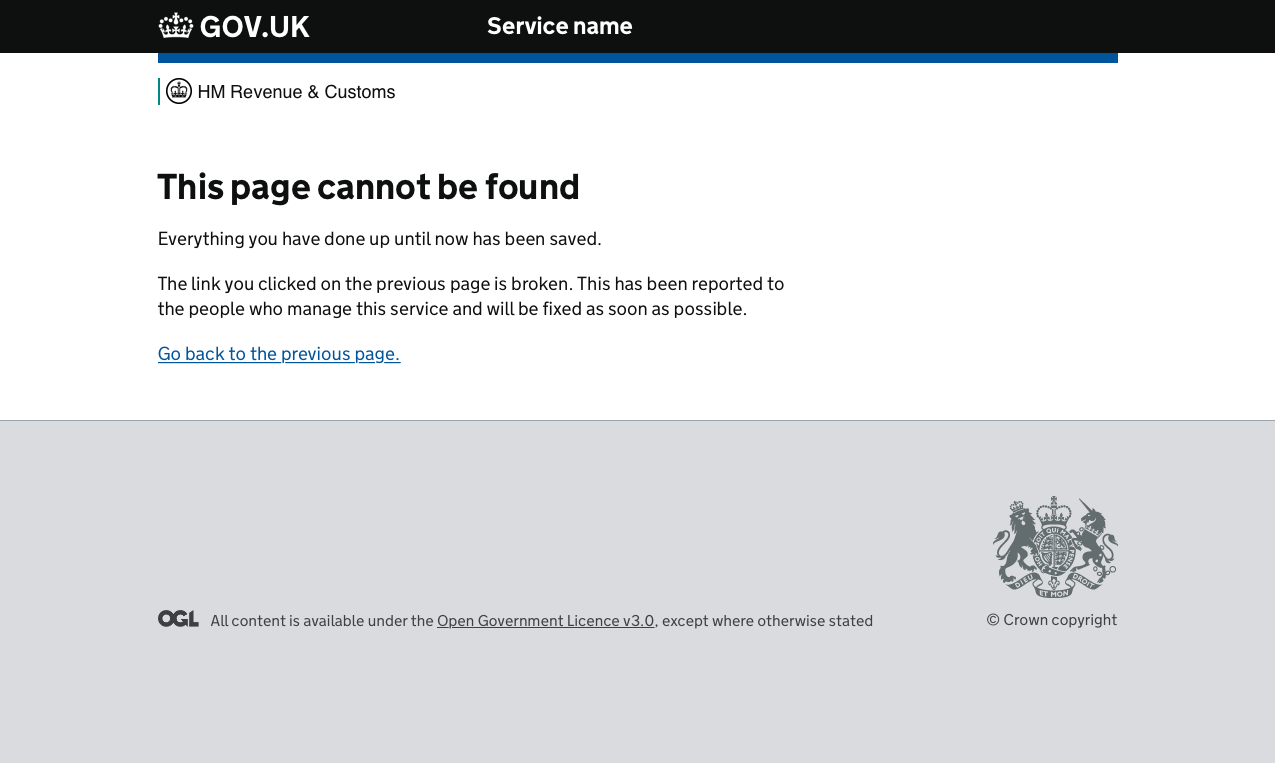 GOV.UK Service name
HM Revenue & Customs
This page cannot be found
Everything you have done up until now has been saved.
The link you clicked on the previous page is broken. This has been reported to
the people who manage this service and will be fixed as soon as possible.
Go back to the previous page.
OGL All content is available under the Open Government Licence v3.0, except where otherwise stated
DIEU ET MON DROIT
© Crown copyright